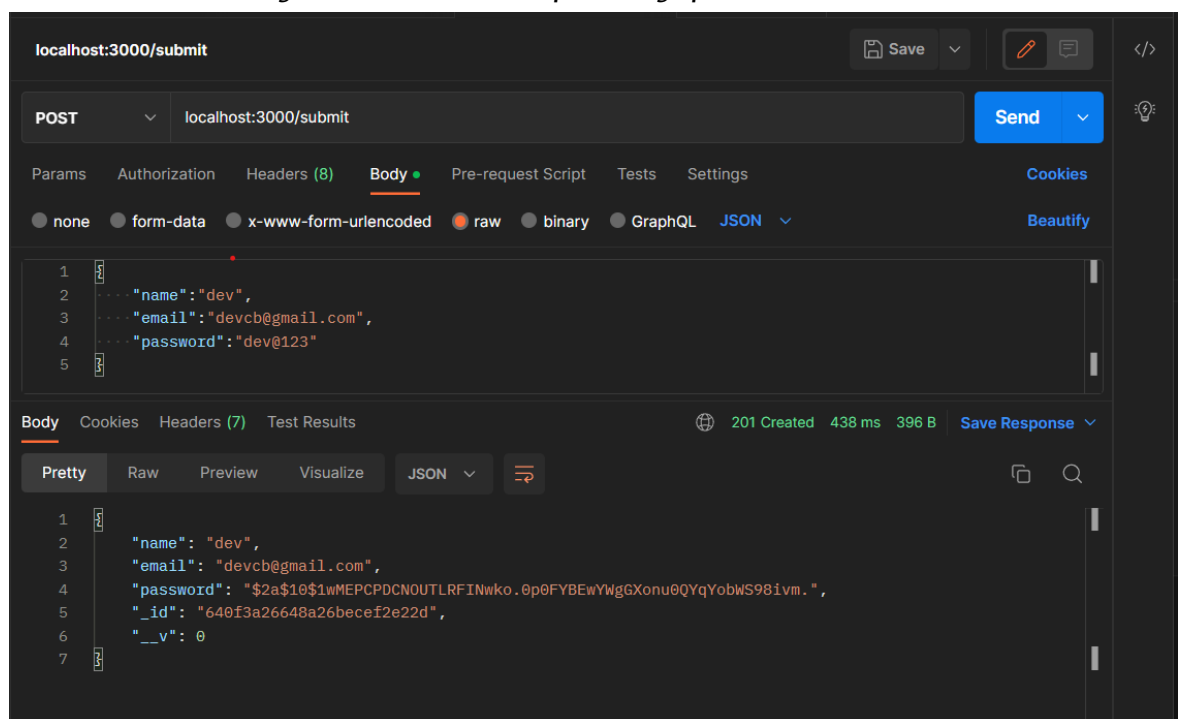 localhost:3000/submit
Save
</>
POST localhost:3000/submit
Send
Params Authorization Headers (8) Body Pre-request Script Tests Settings Cookies
none form-data x-www-form-urlencoded raw binary GraphQL JSON Beautify
1 {
2 ····"name":"dev",
3 ····"email":"devcb@gmail.com",
4 ····"password":"dev@123"
5 }
Body Cookies Headers (7) Test Results 201 Created 438 ms 396 B Save Response
Pretty Raw Preview Visualize JSON
1 {
2 "name": "dev",
3 "email": "devcb@gmail.com",
4 "password": "$2a$10$1wMEPCPDCNOUTLRFINwko.0p0FYBEwYWgGXonu0QYqYobWS98ivm.",
5 "_id": "640f3a26648a26becef2e22d",
6 "__v": 0
7 }